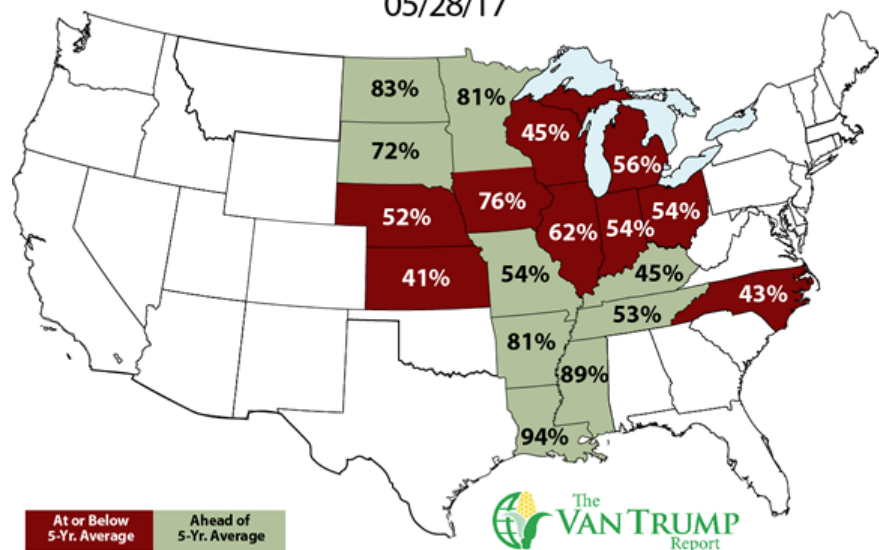 05/28/17
83%
81%
72%
45%
56%
52%
76%
62%
54%
54%
41%
54%
45%
43%
53%
81%
89%
94%
At or Below
5-Yr. Average
Ahead of
5-Yr. Average
The
VAN TRUMP
Report